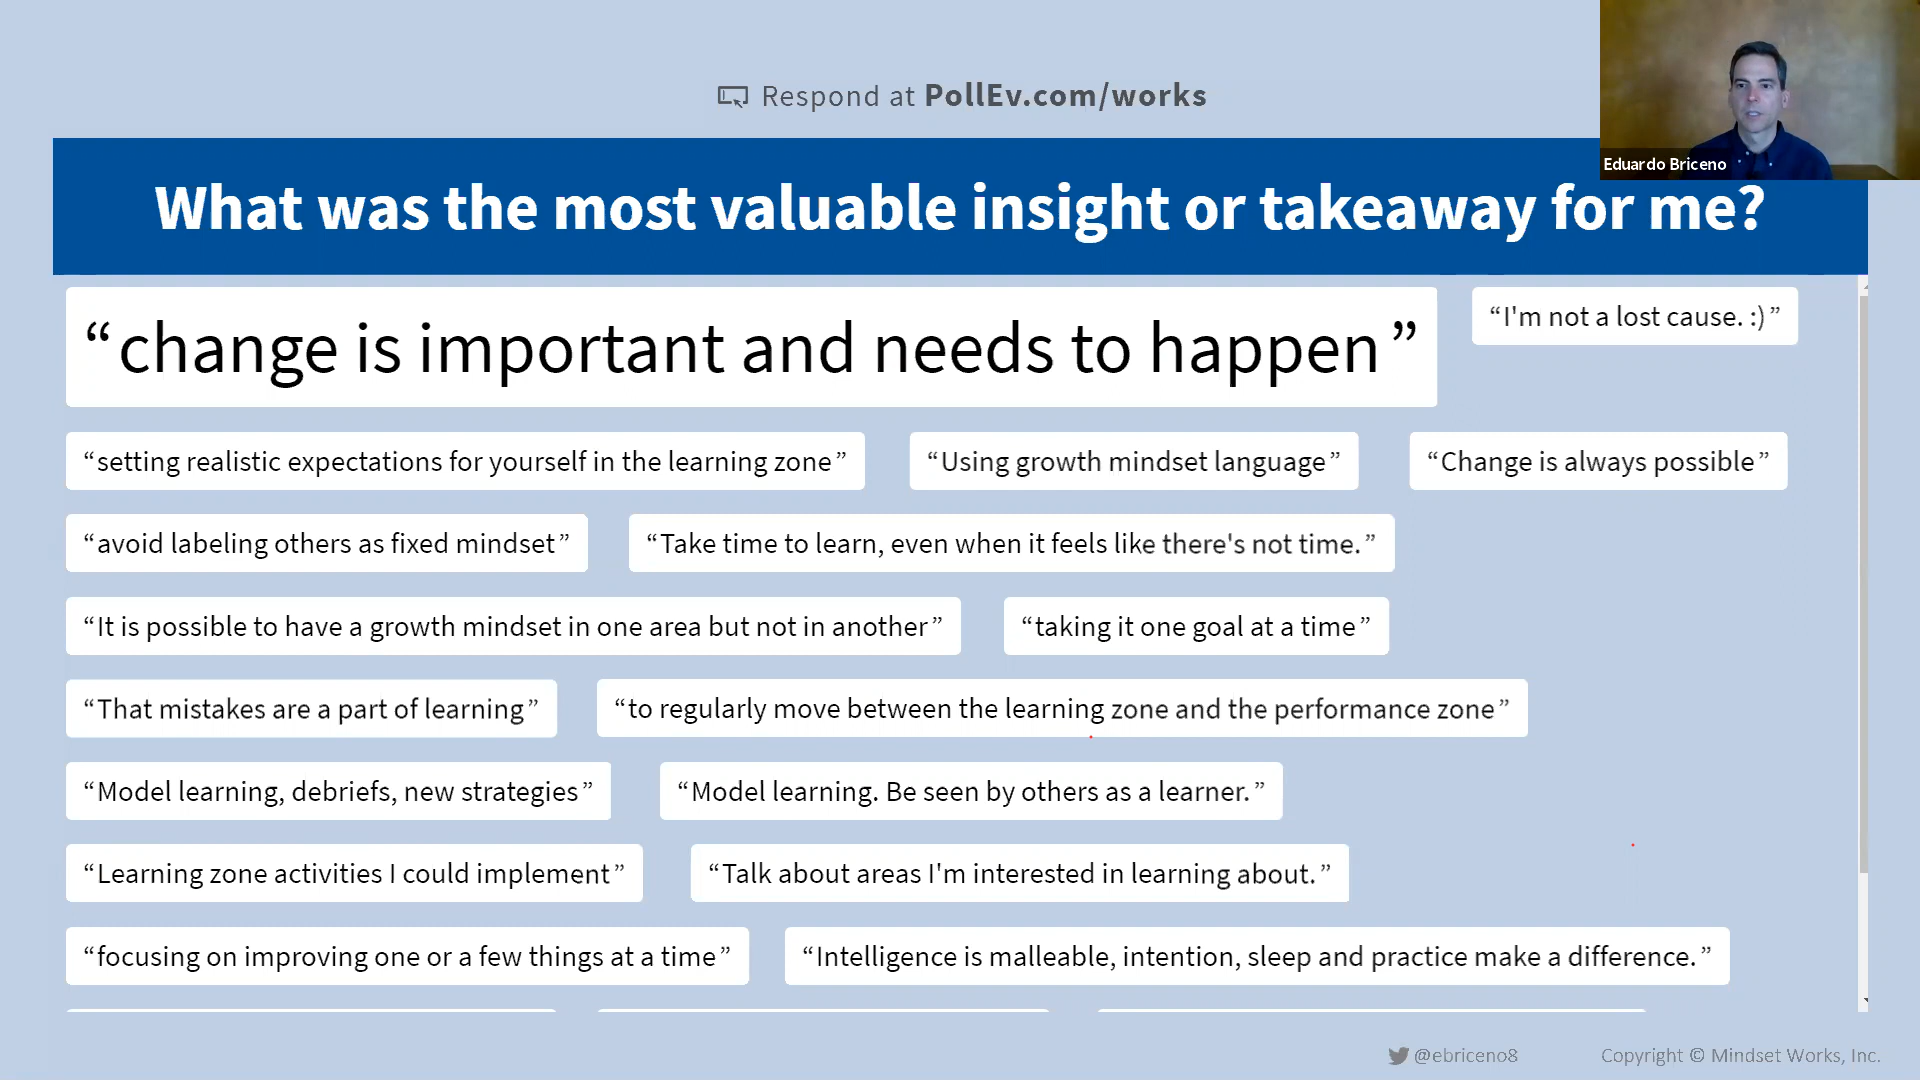 Respond at PollEv.com/works
Eduardo Briceno
What was the most valuable insight or takeaway for me?
“change is important and needs to happen”
“I'm not a lost cause. :)”
“setting realistic expectations for yourself in the learning zone”
“Using growth mindset language”
“Change is always possible”
“avoid labeling others as fixed mindset”
“Take time to learn, even when it feels like there's not time.”
“It is possible to have a growth mindset in one area but not in another”
“taking it one goal at a time”
“That mistakes are a part of learning”
“to regularly move between the learning zone and the performance zone”
“Model learning, debriefs, new strategies”
“Model learning. Be seen by others as a learner.”
“Learning zone activities I could implement”
“Talk about areas I'm interested in learning about.”
“focusing on improving one or a few things at a time”
“Intelligence is malleable, intention, sleep and practice make a difference.”
@ebriceno8
Copyright © Mindset Works, Inc.